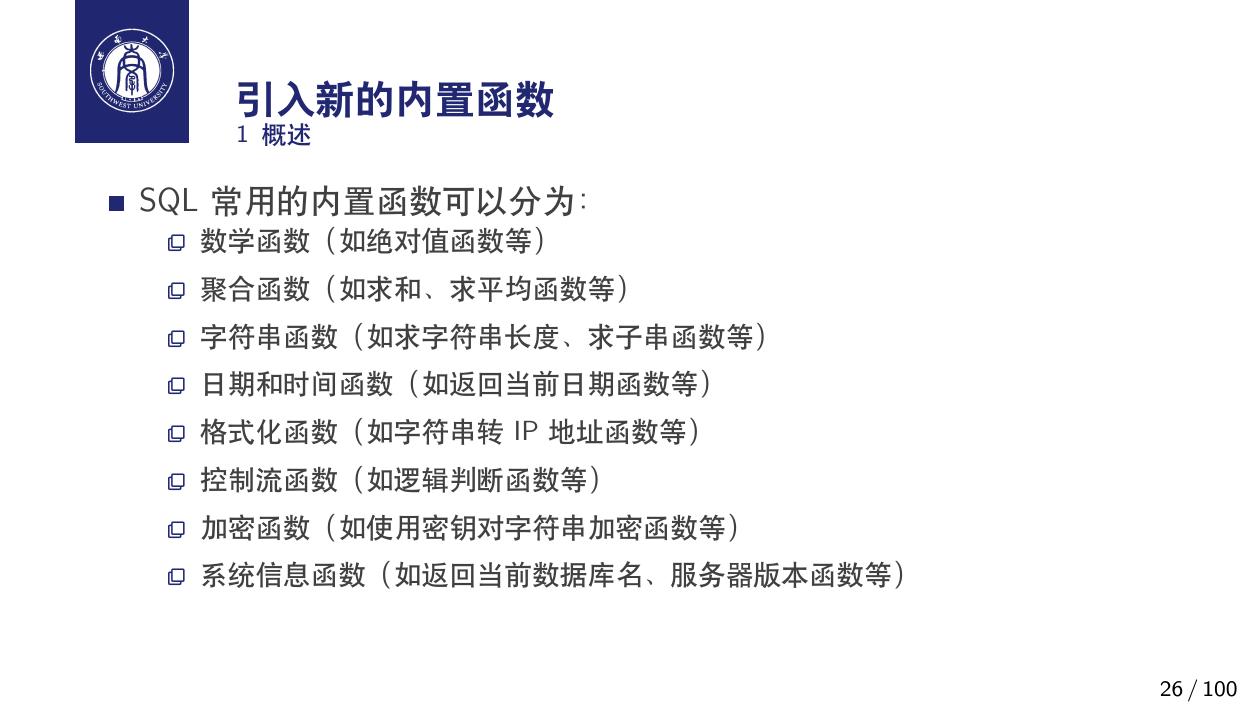 西南大学
SOUTHWEST UNIVERSITY
引入新的内置函数
1 概述
SQL 常用的内置函数可以分为：
数学函数（如绝对值函数等）
聚合函数（如求和、求平均函数等）
字符串函数（如求字符串长度、求子串函数等）
日期和时间函数（如返回当前日期函数等）
格式化函数（如字符串转 IP 地址函数等）
控制流函数（如逻辑判断函数等）
加密函数（如使用密钥对字符串加密函数等）
系统信息函数（如返回当前数据库名、服务器版本函数等）
26 / 100